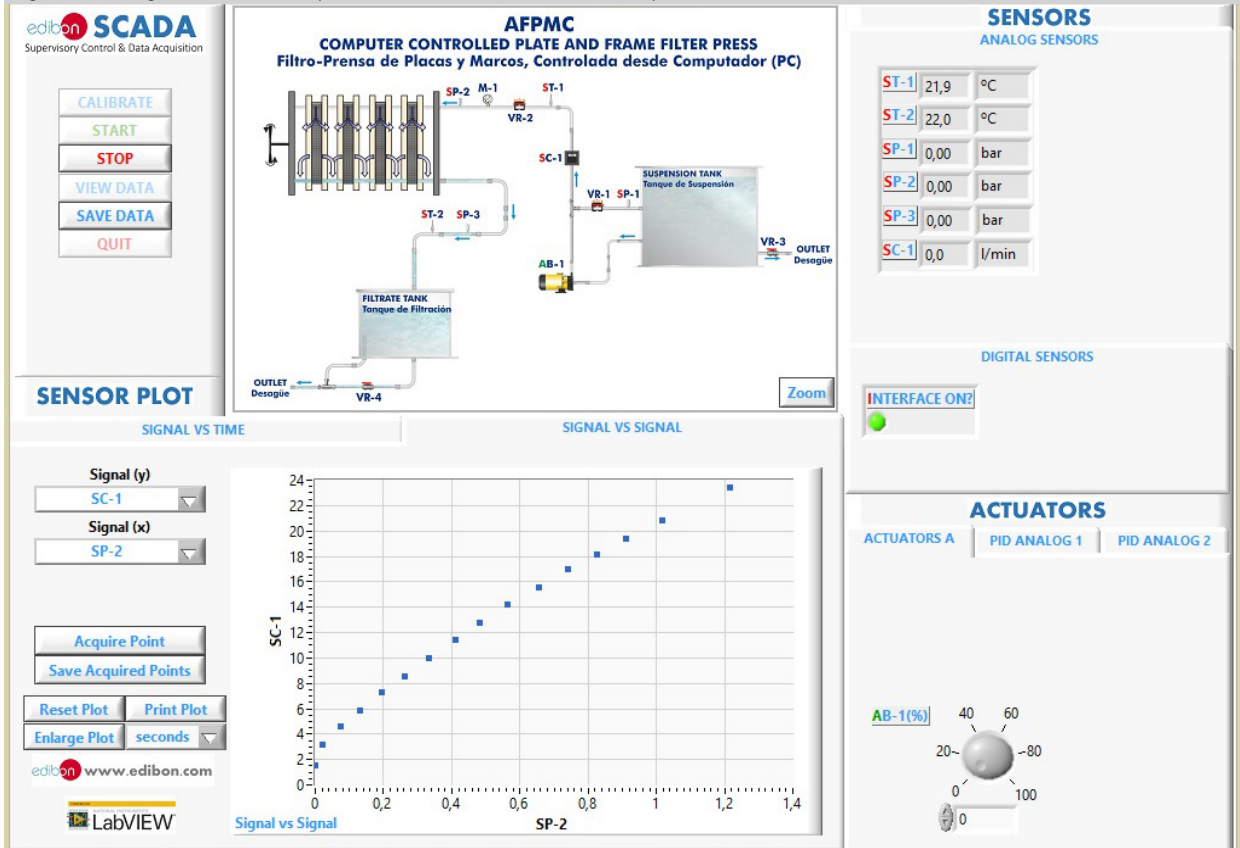 edibon SCADA
Supervisory Control & Data Acquisition
CALIBRATE
START
STOP
VIEW DATA
SAVE DATA
QUIT
AFPMC
COMPUTER CONTROLLED PLATE AND FRAME FILTER PRESS
Filtro-Prensa de Placas y Marcos, Controlada desde Computador (PC)
SP-2
M-1
VR-2
ST-1
SC-1
VR-1
SP-1
SUSPENSION TANK
Tanque de Suspensión
VR-3
OUTLET
Desagüe
ST-2
SP-3
AB-1
FILTRATE TANK
Tanque de Filtración
OUTLET
Desagüe
VR-4
Zoom
SENSORS
ANALOG SENSORS
ST-1 21,9 ºC
ST-2 22,0 ºC
SP-1 0,00 bar
SP-2 0,00 bar
SP-3 0,00 bar
SC-1 0,0 l/min
DIGITAL SENSORS
INTERFACE ON?
SENSOR PLOT
SIGNAL VS TIME
SIGNAL VS SIGNAL
Signal (y)
SC-1
Signal (x)
SP-2
Acquire Point
Save Acquired Points
Reset Plot
Print Plot
Enlarge Plot
seconds
edibon www.edibon.com
LabVIEW
24
22
20
18
16
14
12
10
8
6
4
2
0
SC-1
0 0,2 0,4 0,6 0,8 1 1,2 1,4
Signal vs Signal
SP-2
ACTUATORS
ACTUATORS A
PID ANALOG 1
PID ANALOG 2
AB-1(%)
0
20
40
60
80
100
0